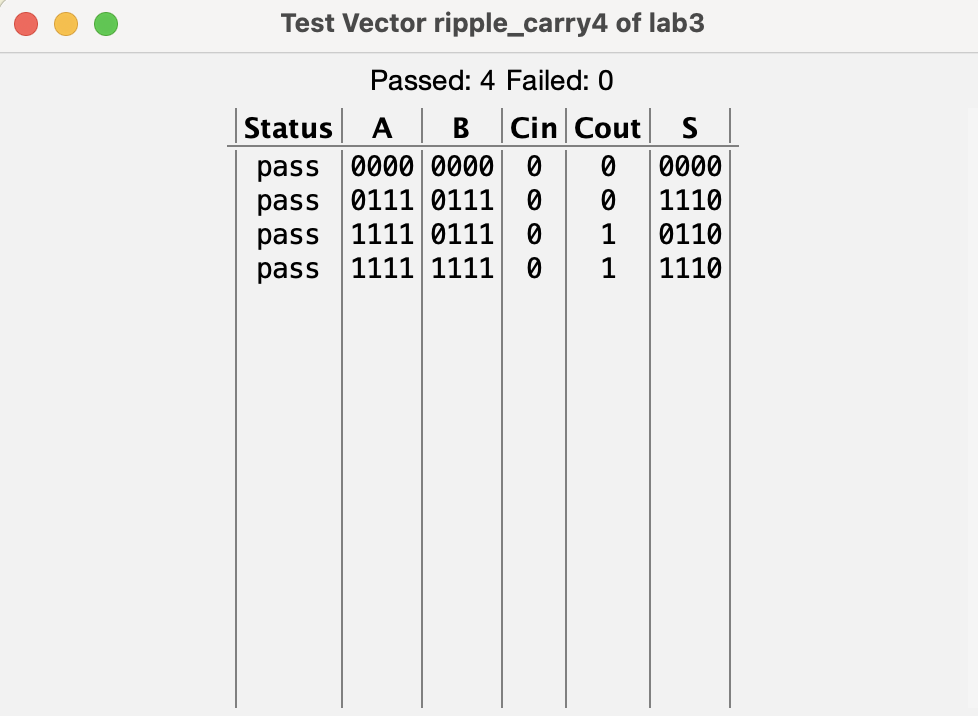 Test Vector ripple_carry4 of lab3
Passed: 4 Failed: 0
Status A B Cin Cout S
pass 0000 0000 0 0 0000
pass 0111 0111 0 0 1110
pass 1111 0111 0 1 0110
pass 1111 1111 0 1 1110